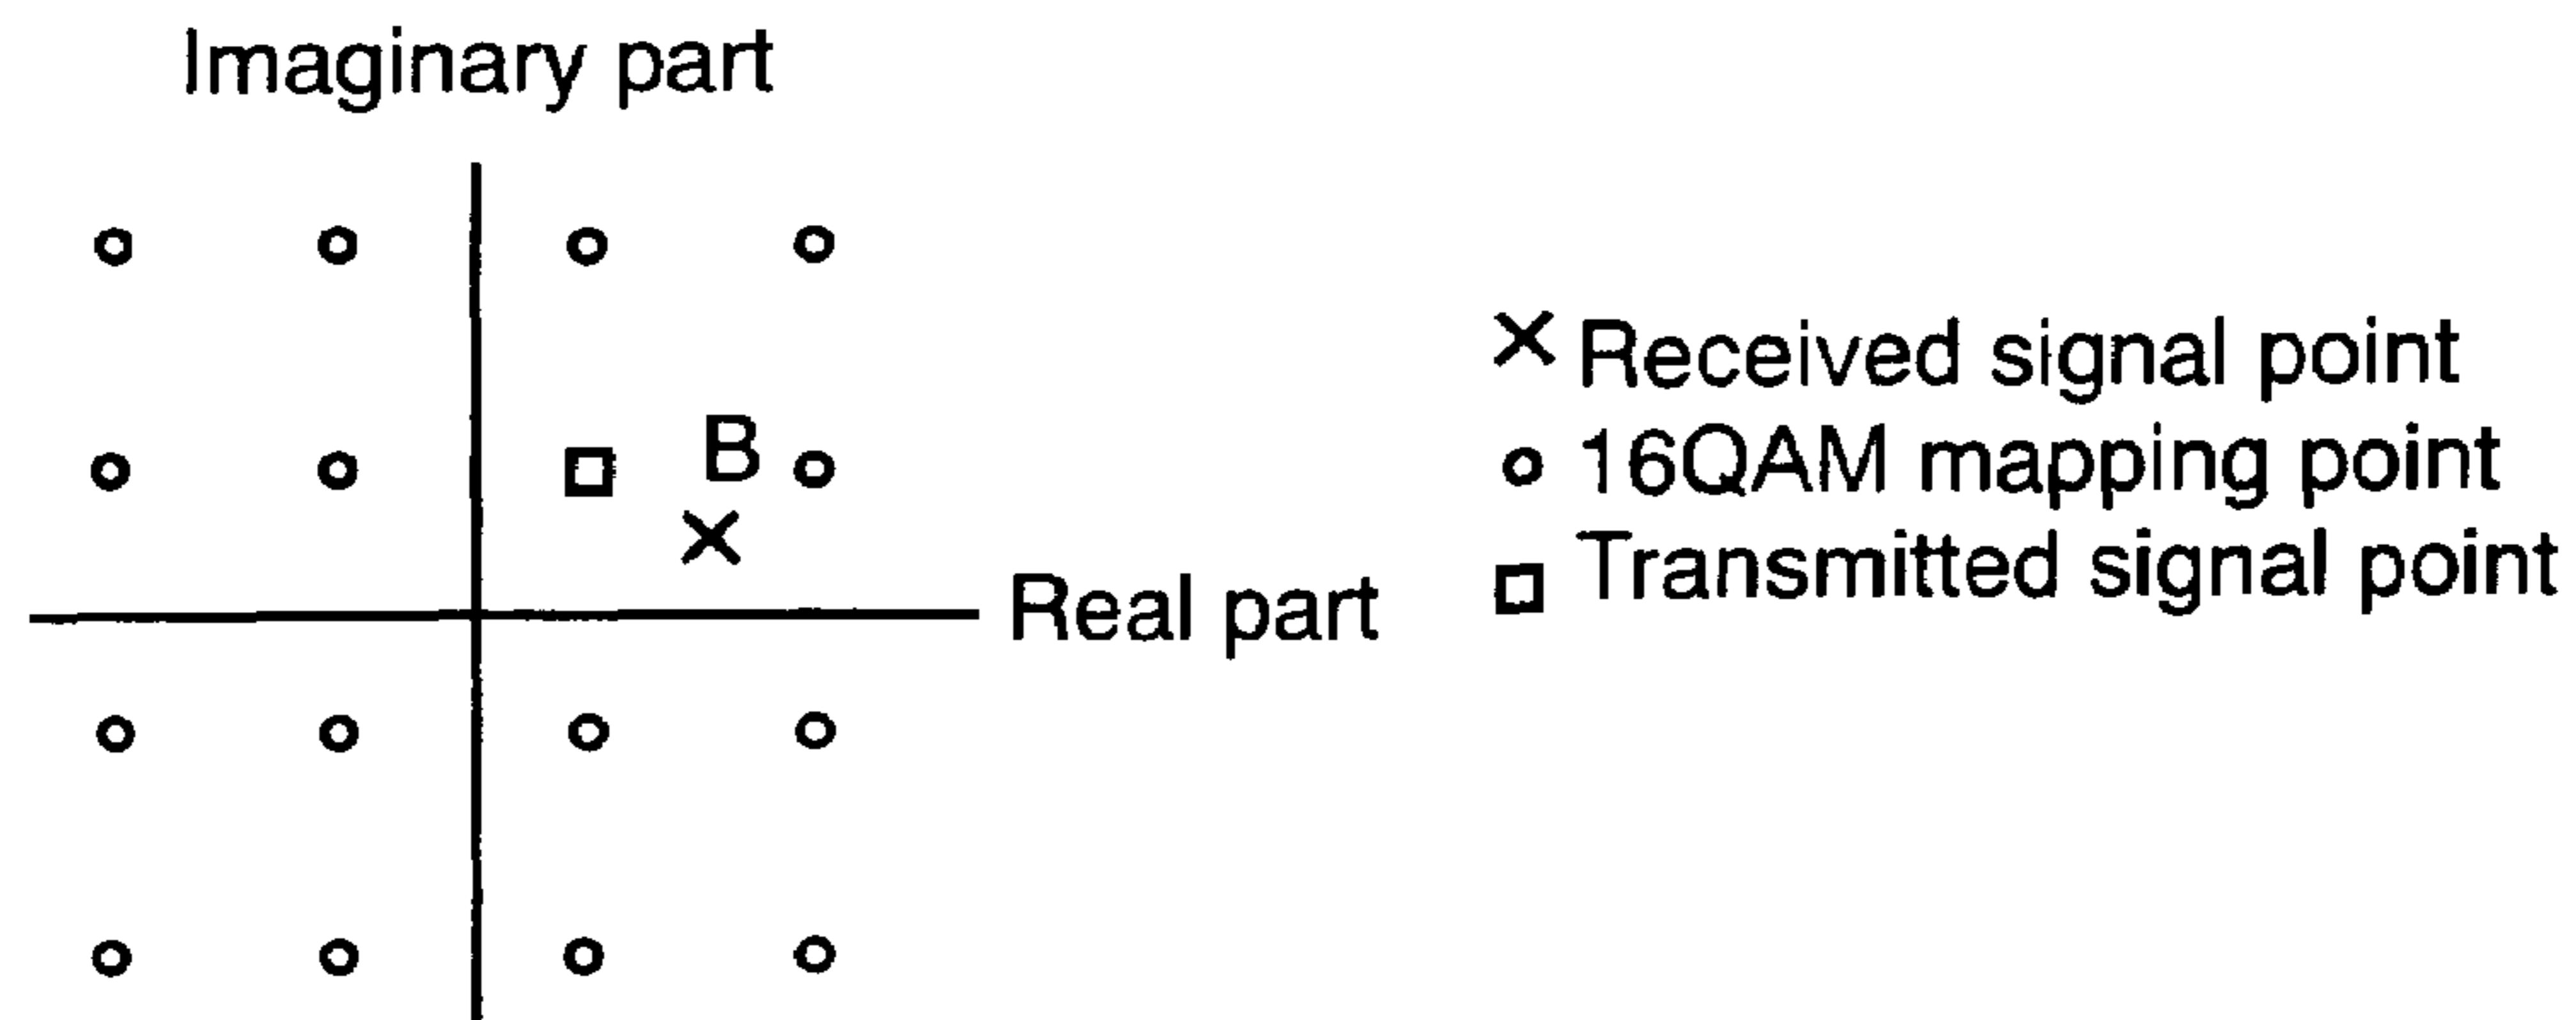 Imaginary part
B
Real part
Received signal point
16QAM mapping point
Transmitted signal point